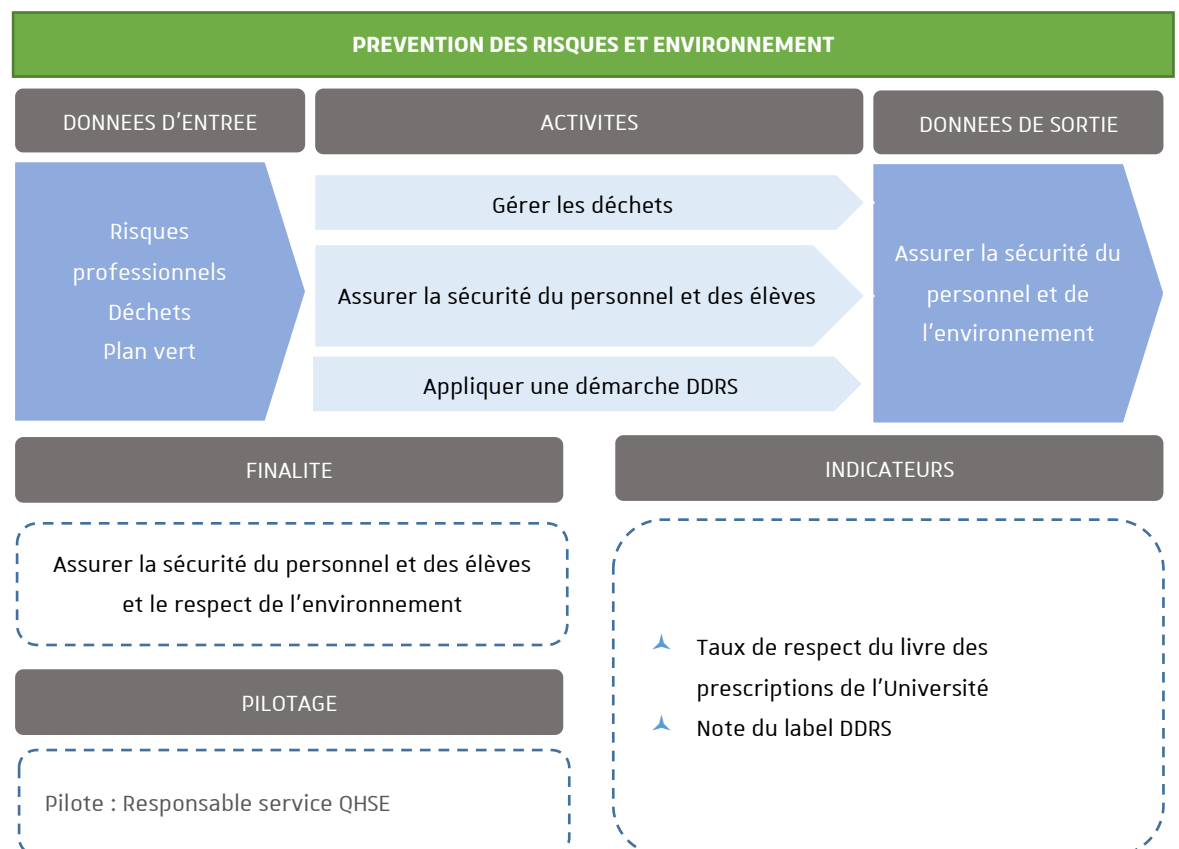 PREVENTION DES RISQUES ET ENVIRONNEMENT
DONNEES D'ENTREE
ACTIVITES
DONNEES DE SORTIE
Risques
professionnels
Déchets
Plan vert
Gérer les déchets
Assurer la sécurité du personnel et des élèves
Appliquer une démarche DDRS
Assurer la sécurité du
personnel et de
l'environnement
FINALITE
Assurer la sécurité du personnel et des élèves
et le respect de l'environnement
PILOTAGE
Pilote : Responsable service QHSE
INDICATEURS
Taux de respect du livre des
prescriptions de l'Université
Note du label DDRS